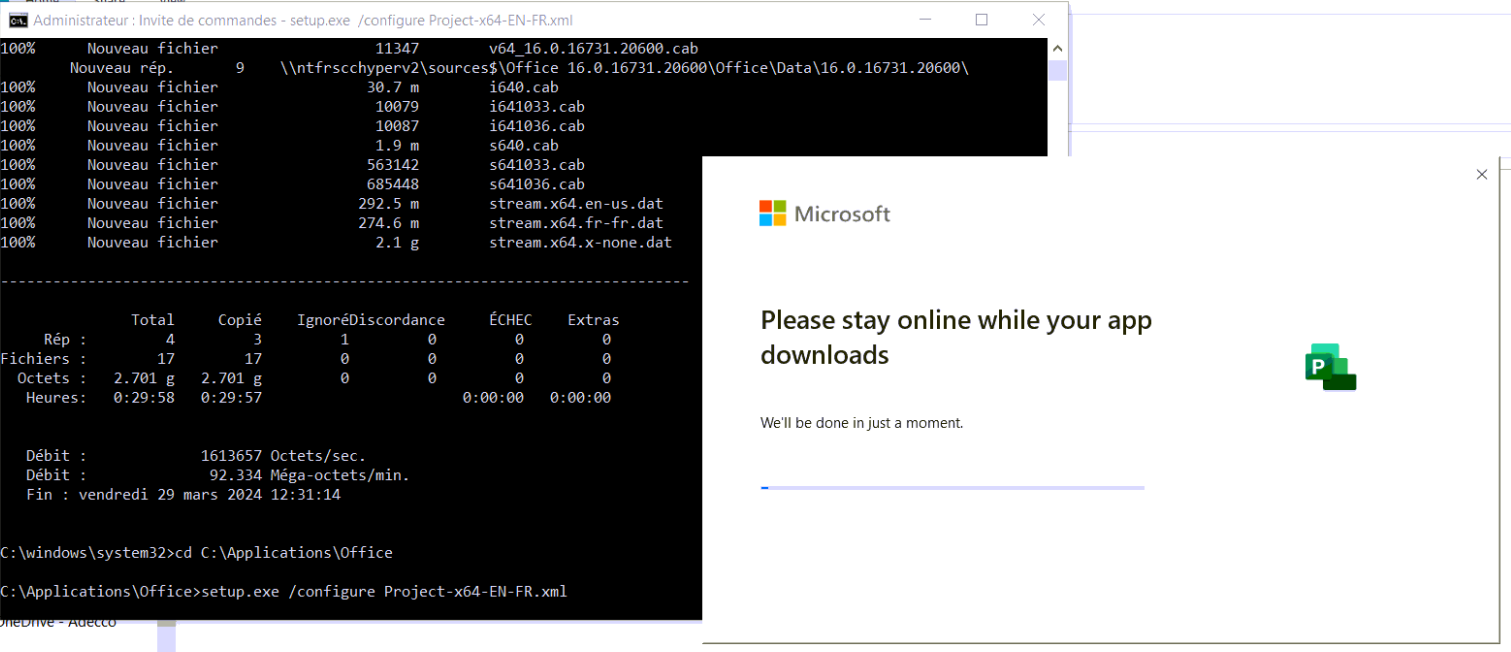 Administrateur : Invite de commandes - setup.exe /configure Project-x64-EN-FR.xml
100% Nouveau fichier 11347 v64_16.0.16731.20600.cab
Nouveau rép. 9 \\ntfrscchyperv2\sources$\Office 16.0.16731.20600\Office\Data\16.0.16731.20600\
100% Nouveau fichier 30.7 m i640.cab
100% Nouveau fichier 10079 i641033.cab
100% Nouveau fichier 10087 i641036.cab
100% Nouveau fichier 1.9 m s640.cab
100% Nouveau fichier 563142 s641033.cab
100% Nouveau fichier 685448 s641036.cab
100% Nouveau fichier 292.5 m stream.x64.en-us.dat
100% Nouveau fichier 274.6 m stream.x64.fr-fr.dat
100% Nouveau fichier 2.1 g stream.x64.x-none.dat
-------------------------------------------------------------------------------
Total Copié IgnoréDiscordance ÉCHEC Extras
Rép : 4 3 1 0 0 0
Fichiers : 17 17 0 0 0 0
Octets : 2.701 g 2.701 g 0 0 0 0
Heures: 0:29:58 0:29:57 0:00:00 0:00:00
Débit : 1613657 Octets/sec.
Débit : 92.334 Méga-octets/min.
Fin : vendredi 29 mars 2024 12:31:14
C:\windows\system32>cd C:\Applications\Office
C:\Applications\Office>setup.exe /configure Project-x64-EN-FR.xml
OneDrive - Adecco
Microsoft
Please stay online while your app
downloads
P
We'll be done in just a moment.